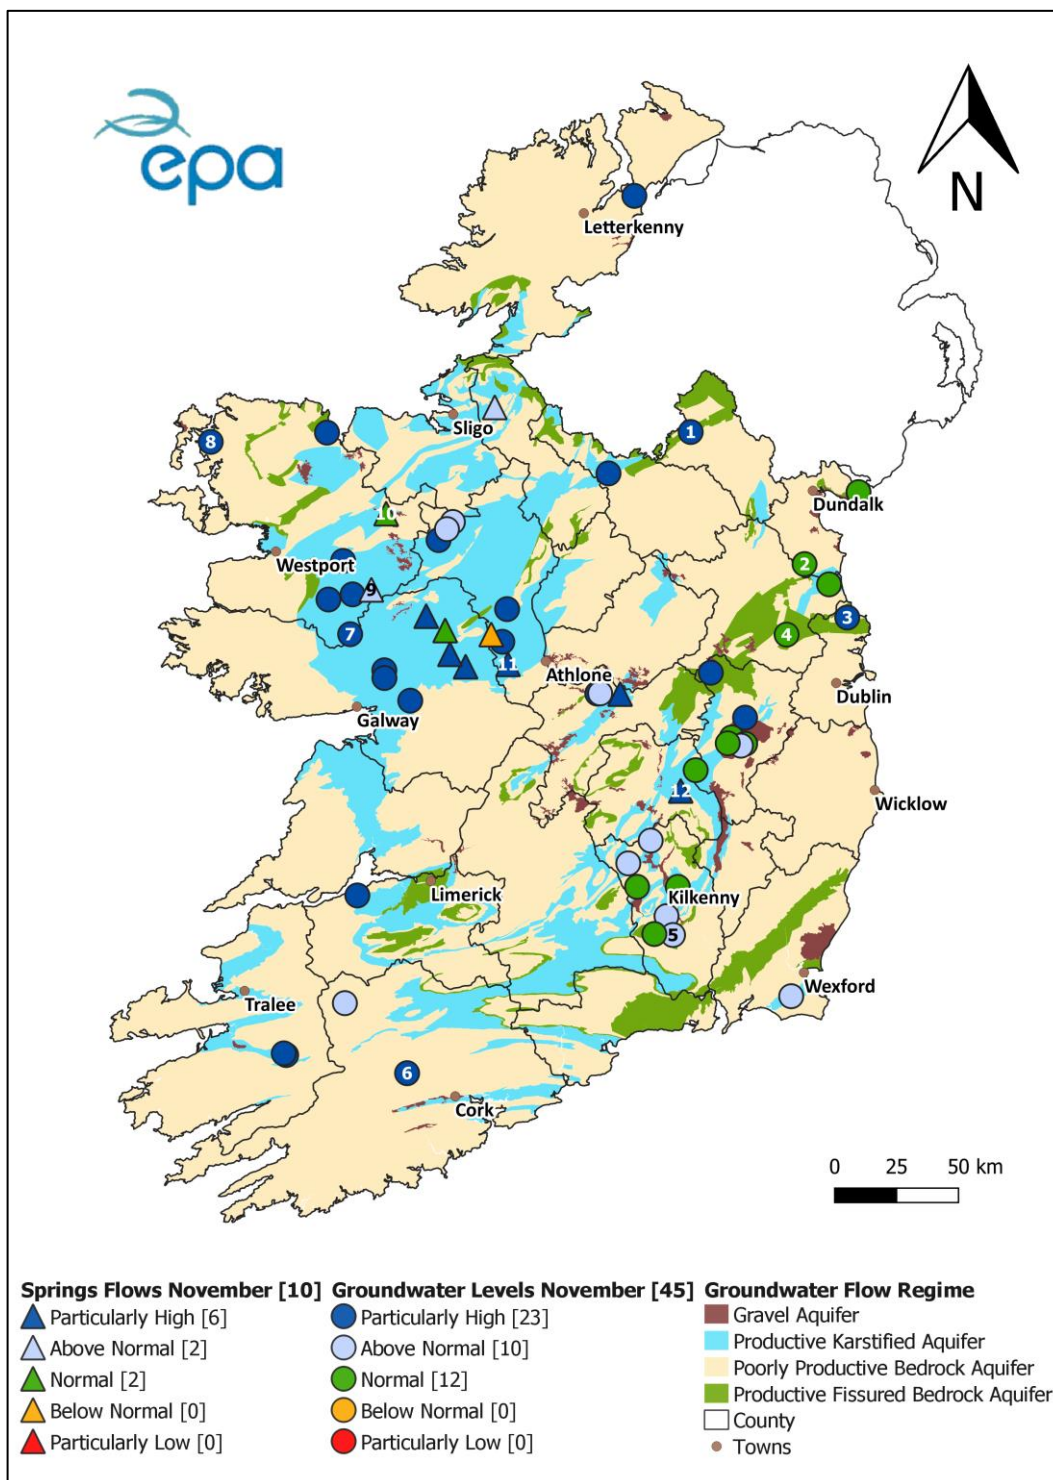 epa
N
Letterkenny
Sligo
1
8
10
Dundalk
Westport
2
9
3
7
4
11
Athlone
Dublin
Galway
12
Wicklow
Limerick
Kilkenny
5
Wexford
Tralee
6
Cork
0 25 50 km
Springs Flows November [10]
Particularly High [6]
Above Normal [2]
Normal [2]
Below Normal [0]
Particularly Low [0]
Groundwater Levels November [45]
Particularly High [23]
Above Normal [10]
Normal [12]
Below Normal [0]
Particularly Low [0]
Groundwater Flow Regime
Gravel Aquifer
Productive Karstified Aquifer
Poorly Productive Bedrock Aquifer
Productive Fissured Bedrock Aquifer
County
Towns